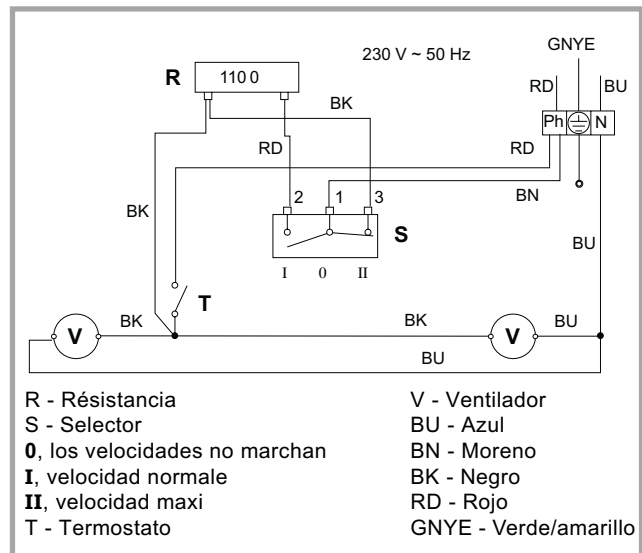 230 V ~ 50 Hz
GNYE
RD
BU
R
110 0
BK
Ph
N
RD
RD
BN
2
1
3
BK
S
I
0
II
BU
T
V
BK
BK
V
BU
BU
R - Résistancia
S - Selector
0, los velocidades no marchan
I, velocidad normale
II, velocidad maxi
T - Termostato
V - Ventilador
BU - Azul
BN - Moreno
BK - Negro
RD - Rojo
GNYE - Verde/amarillo